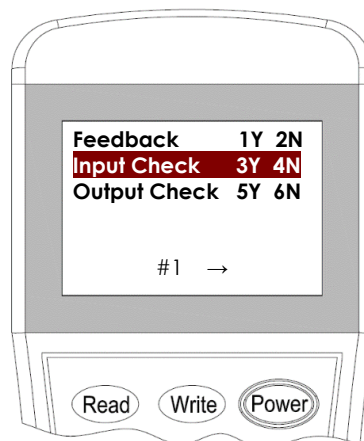 Feedback 1Y 2N
Input Check 3Y 4N
Output Check 5Y 6N
#1 →
Read Write Power